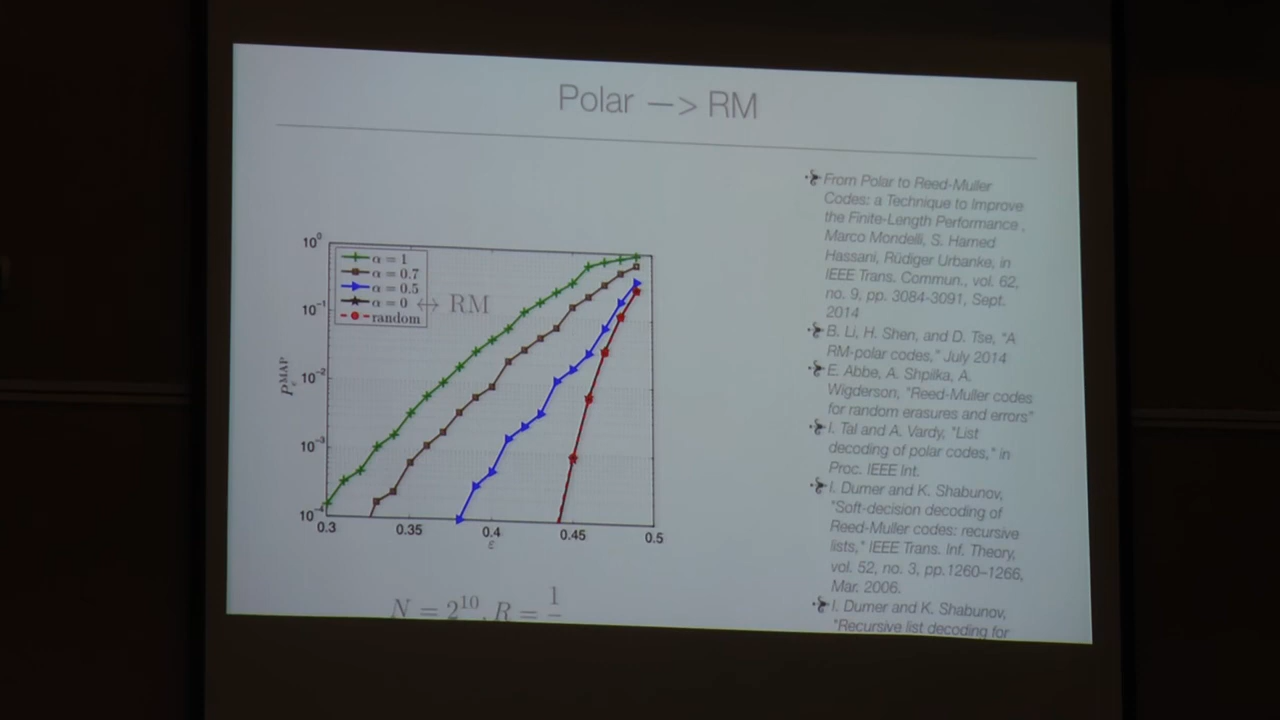 Polar —> RM
From Polar to Reed-Muller
Codes: a Technique to Improve
the Finite-Length Performance ,
Marco Mondelli, S. Hamed
Hassani, Rüdiger Urbanke, in
IEEE Trans. Commun., vol. 62,
no. 9, pp. 3084-3091, Sept.
2014
B. Li, H. Shen, and D. Tse, "A
RM-polar codes," July 2014
E. Abbe, A. Shpilka, A.
Wigderson, "Reed-Muller codes
for random erasures and errors"
I. Tal and A. Vardy, "List
decoding of polar codes," in
Proc. IEEE Int.
I. Dumer and K. Shabunov,
"Soft-decision decoding of
Reed-Muller codes: recursive
lists," IEEE Trans. Inf. Theory,
vol. 52, no. 3, pp.1260–1266,
Mar. 2006.
I. Dumer and K. Shabunov,
"Recursive list decoding for
10⁰
10⁻¹
10⁻²
10⁻³
10⁻⁴
Pₑᴹᴬᴾ
α = 1
α = 0.7
α = 0.5
α = 0 ↔ RM
random
0.3 0.35 0.4 0.45 0.5
ε
N = 2¹⁰, R = 1